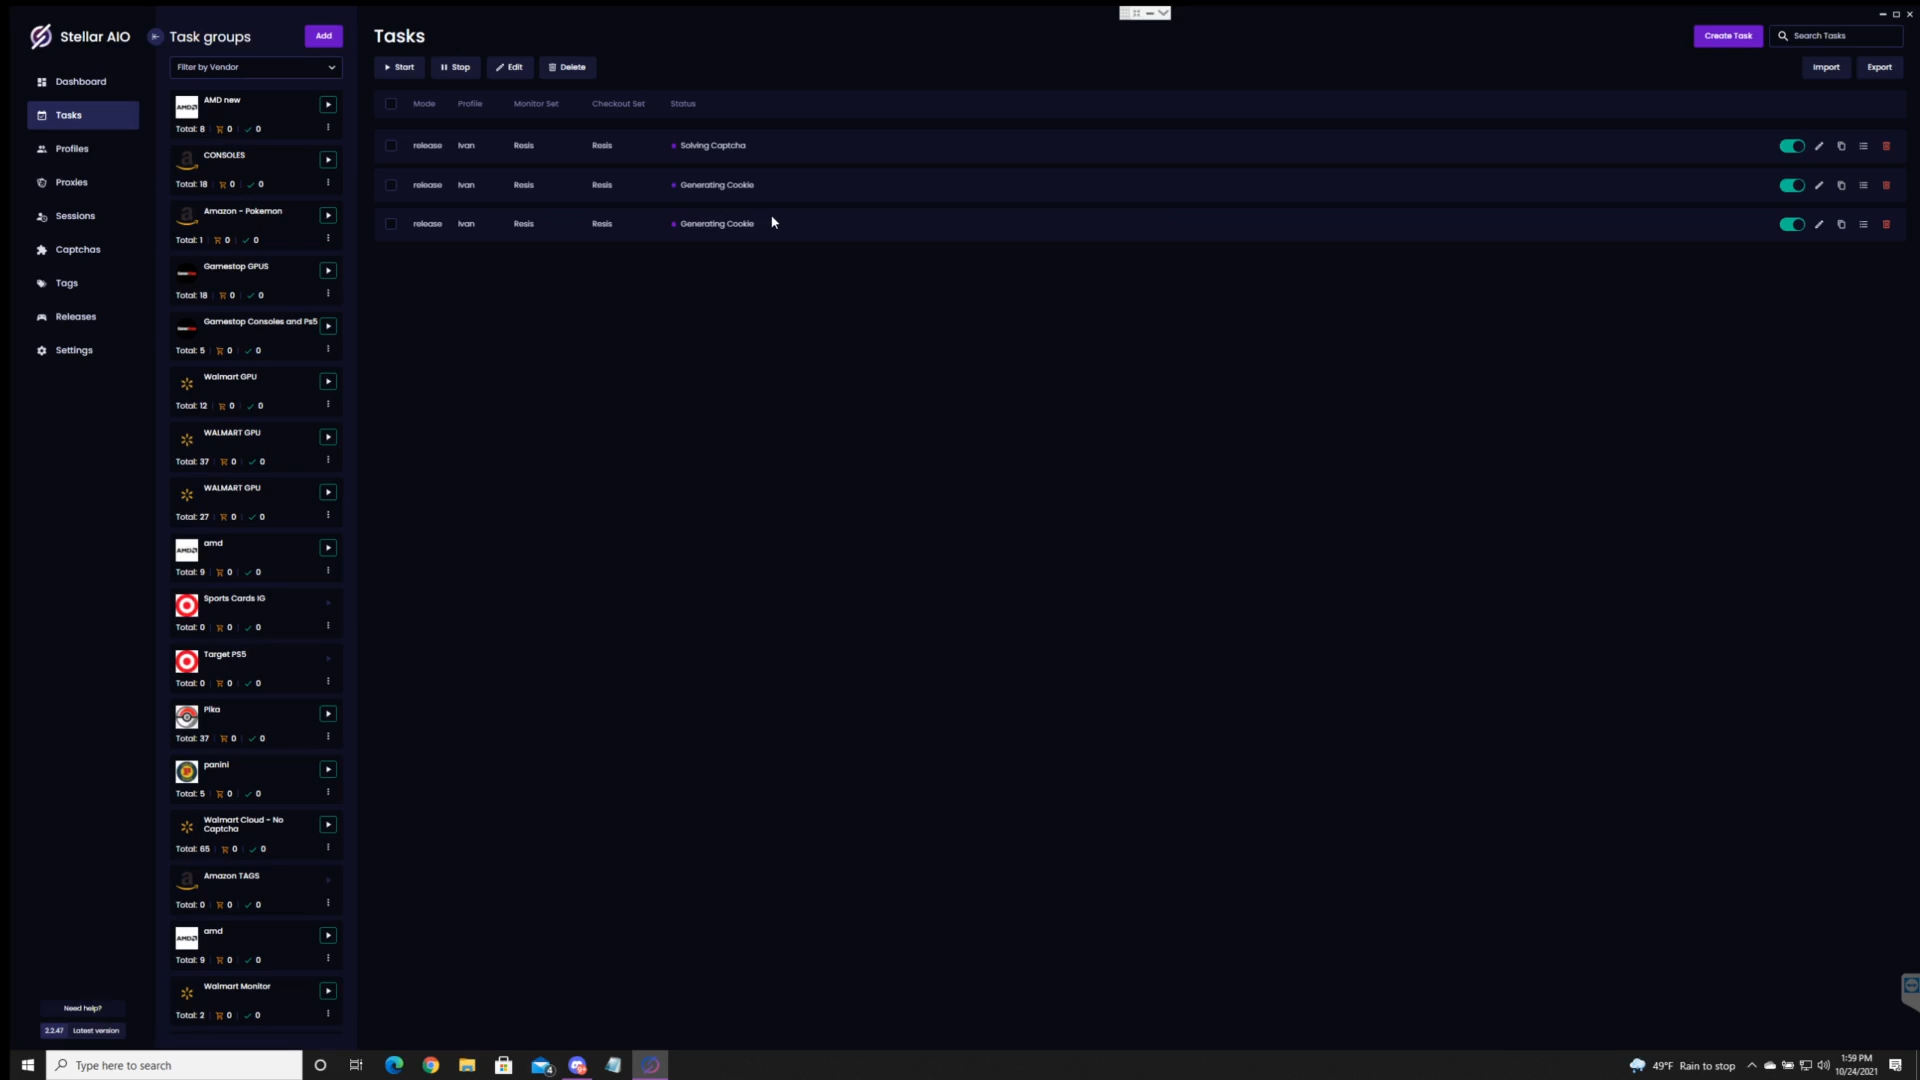 Stellar AIO
Dashboard
Tasks
Profiles
Proxies
Sessions
Captchas
Tags
Releases
Settings
Need help?
2.2.47 Latest version
Task groups
Add
Filter by Vendor
AMD
AMD new
Total: 8 0 0
CONSOLES
Total: 18 0 0
Amazon - Pokemon
Total: 1 0 0
Gamestop GPUS
Total: 18 0 0
Gamestop Consoles and Ps5
Total: 5 0 0
Walmart GPU
Total: 12 0 0
WALMART GPU
Total: 37 0 0
WALMART GPU
Total: 27 0 0
AMD
amd
Total: 9 0 0
Sports Cards IG
Total: 0 0 0
Target PS5
Total: 0 0 0
Pika
Total: 37 0 0
panini
Total: 5 0 0
Walmart Cloud - No
Captcha
Total: 65 0 0
Amazon TAGS
Total: 0 0 0
AMD
amd
Total: 9 0 0
Walmart Monitor
Total: 2 0 0
Tasks
Create Task
Search Tasks
Start
Stop
Edit
Delete
Import
Export
Mode Profile Monitor Set Checkout Set Status
release Ivan Resis Resis Solving Captcha
release Ivan Resis Resis Generating Cookie
release Ivan Resis Resis Generating Cookie
Type here to search
4
9+
49°F Rain to stop
1:59 PM
10/24/2021